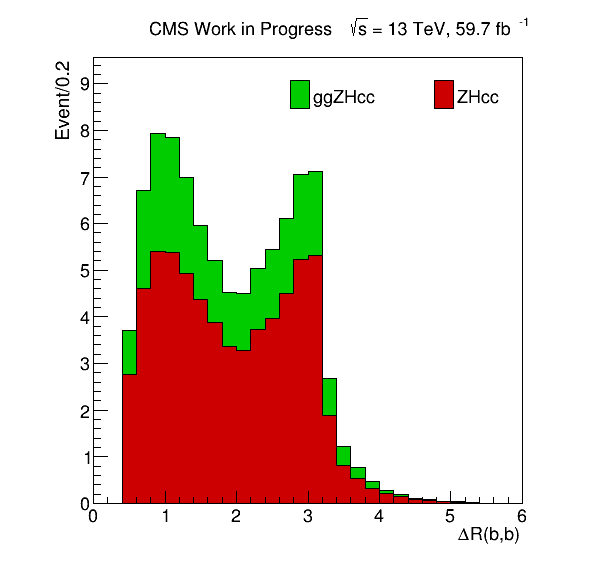 CMS Work in Progress √s = 13 TeV, 59.7 fb⁻¹
Event/0.2
ggZHcc ZHcc
9
8
7
6
5
4
3
2
1
0
0 1 2 3 4 5 6
ΔR(b,b)